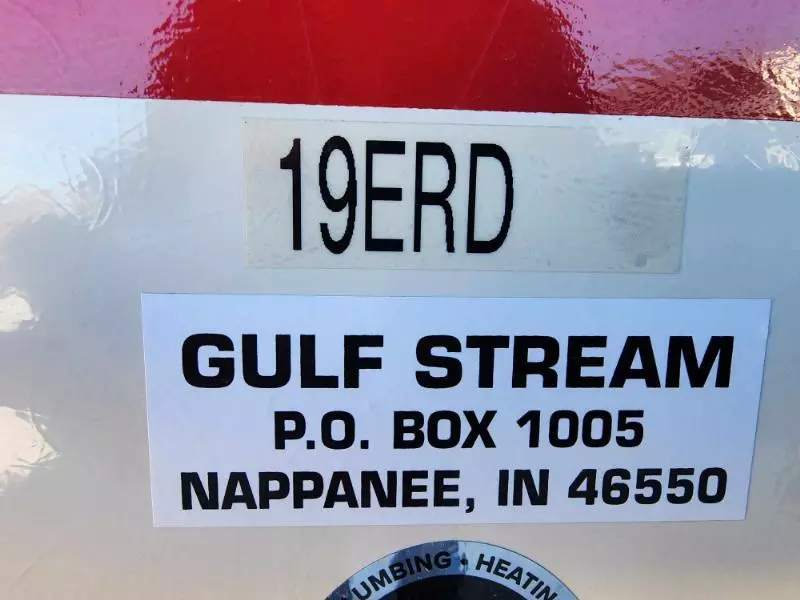 19ERD
GULF STREAM
P.O. BOX 1005
NAPPANEE, IN 46550